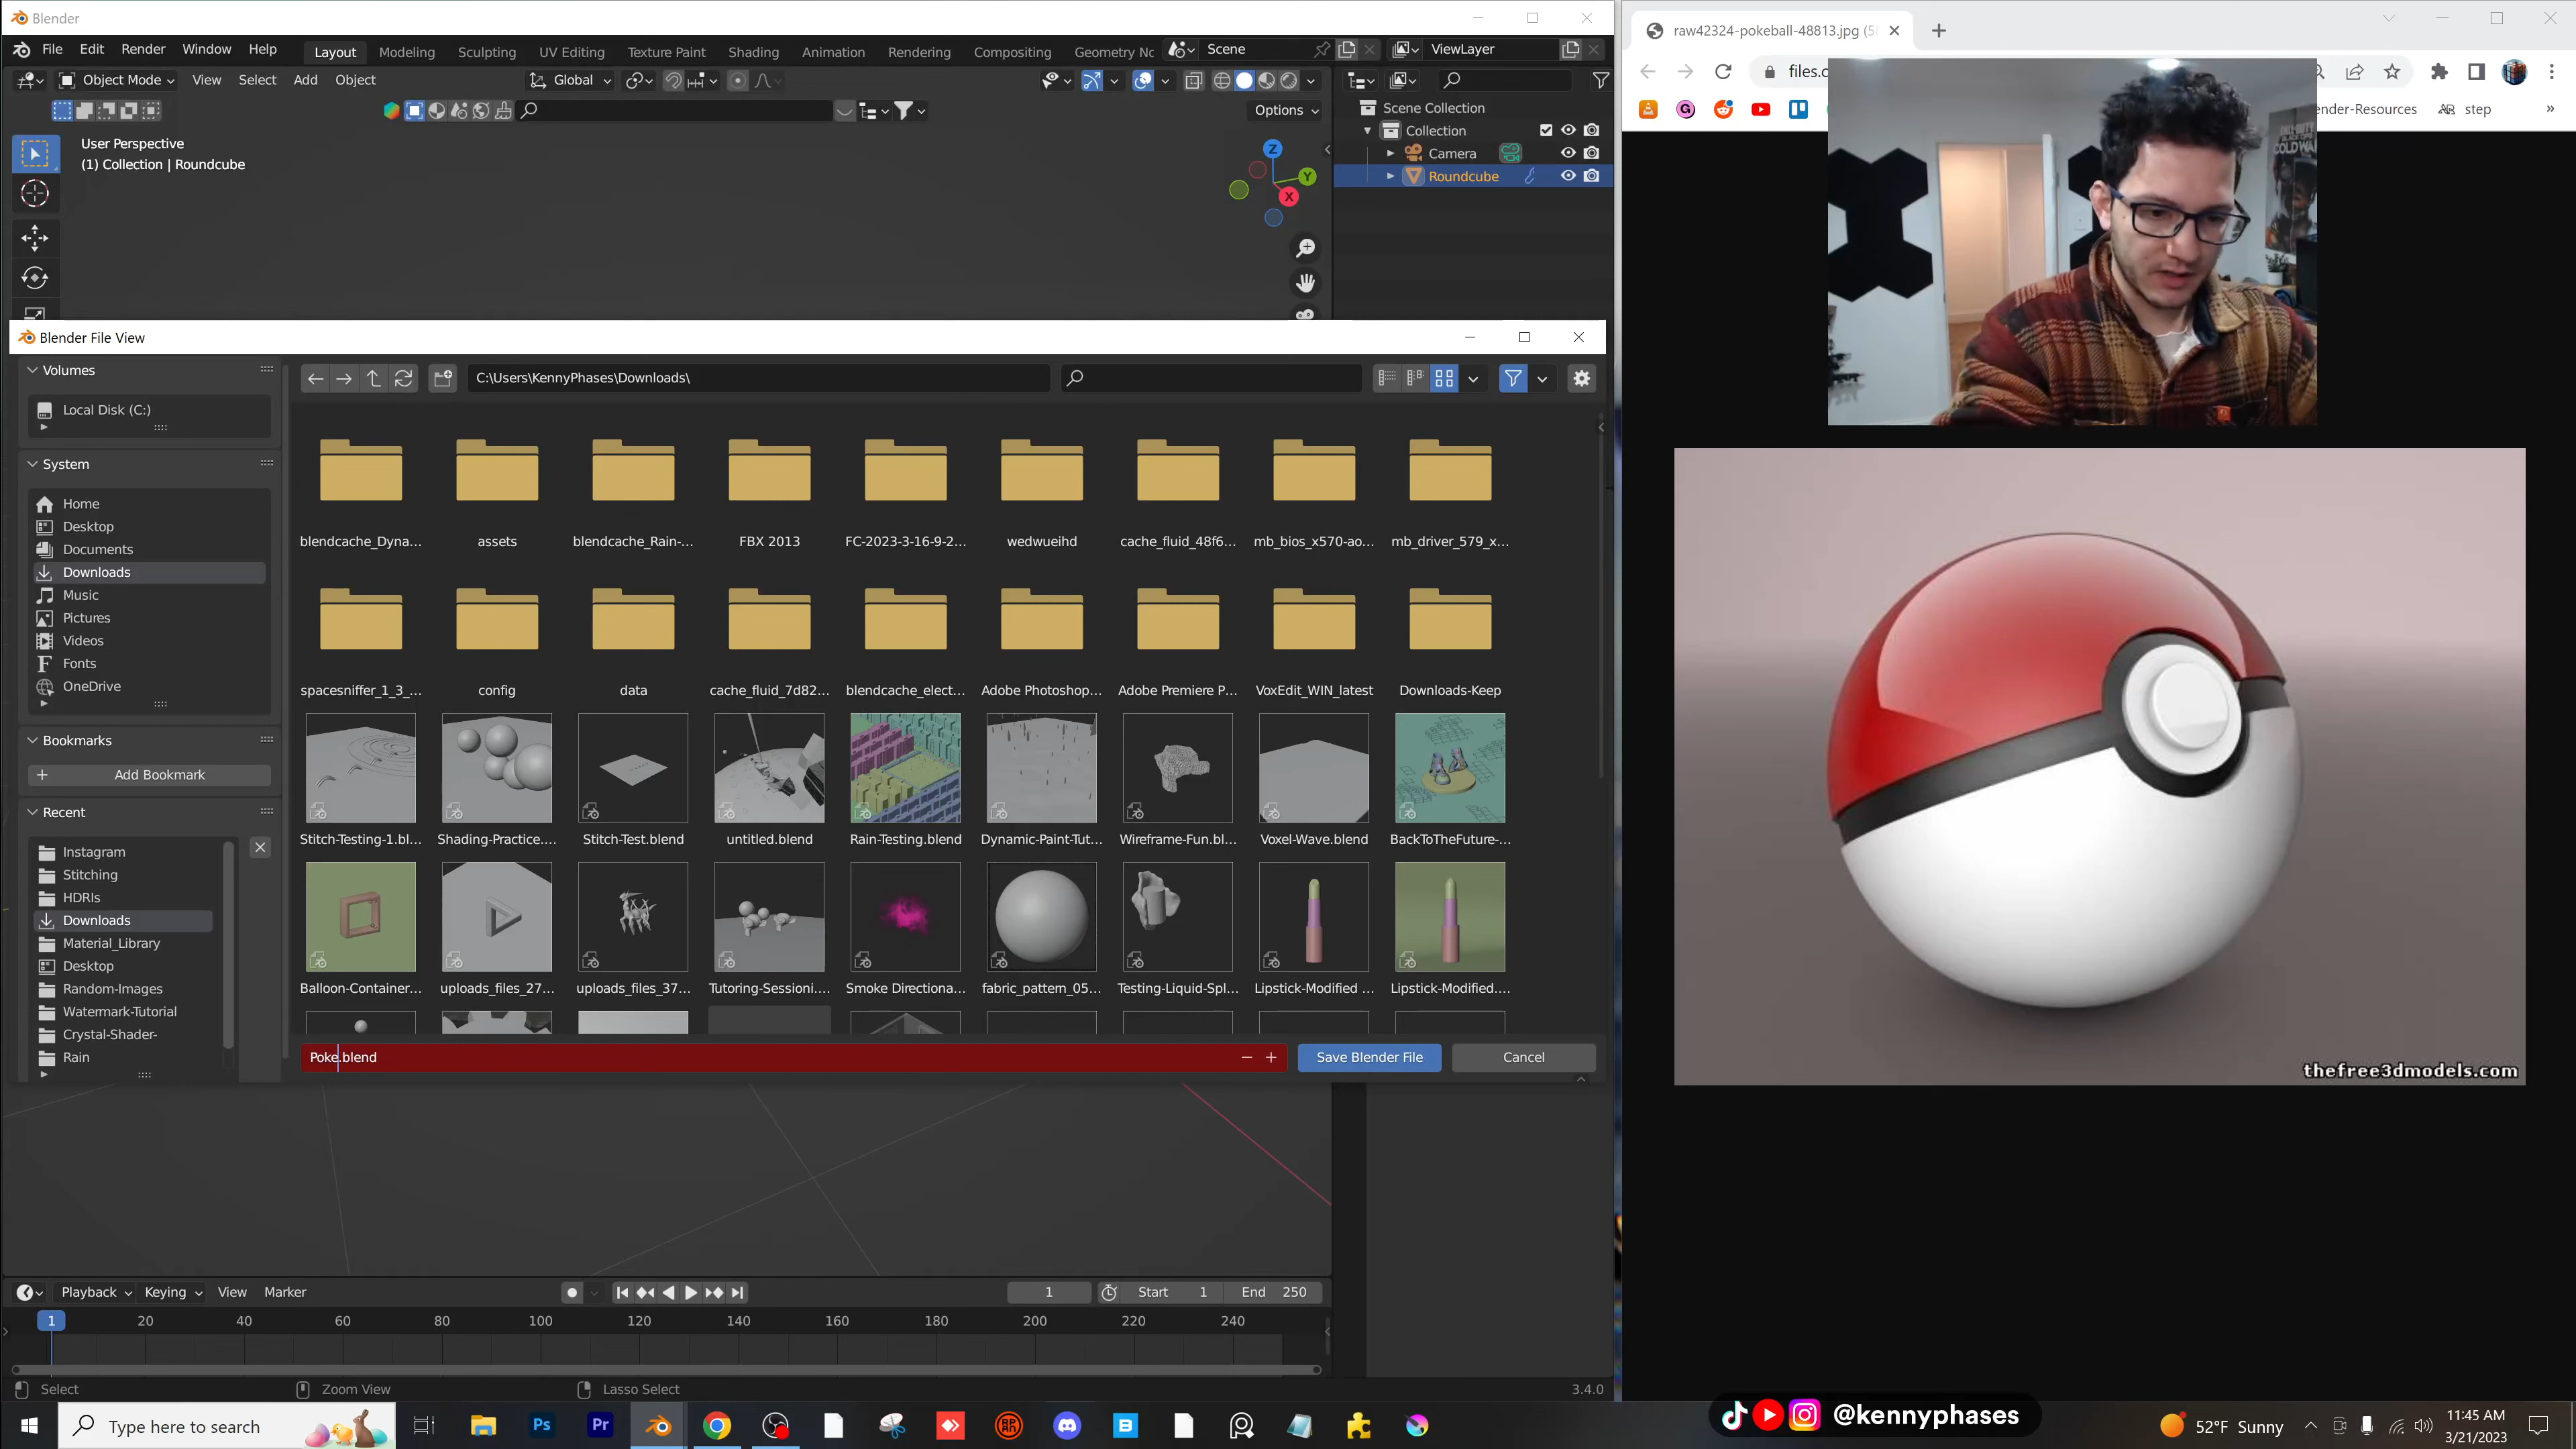 Blender
File Edit Render Window Help Layout Modeling Sculpting UV Editing Texture Paint Shading Animation Rendering Compositing Geometry Nc Scene ViewLayer
Object Mode View Select Add Object Global
Options
User Perspective
(1) Collection | Roundcube
Z
Y
X
Scene Collection
Collection
Camera
Roundcube
Blender File View
Volumes
Local Disk (C:)
System
Home
Desktop
Documents
Downloads
Music
Pictures
Videos
Fonts
OneDrive
Bookmarks
Add Bookmark
Recent
Instagram
Stitching
HDRIs
Downloads
Material_Library
Desktop
Random-Images
Watermark-Tutorial
Crystal-Shader-
Rain
C:\Users\KennyPhases\Downloads\
blendcache_Dyna... assets blendcache_Rain-... FBX 2013 FC-2023-3-16-9-2... wedwueihd cache_fluid_48f6... mb_bios_x570-ao... mb_driver_579_x...
spacesniffer_1_3_... config data cache_fluid_7d82... blendcache_elect... Adobe Photoshop... Adobe Premiere P... VoxEdit_WIN_latest Downloads-Keep
Stitch-Testing-1.bl... Shading-Practice.... Stitch-Test.blend untitled.blend Rain-Testing.blend Dynamic-Paint-Tut... Wireframe-Fun.bl... Voxel-Wave.blend BackToTheFuture-...
Balloon-Container... uploads_files_27... uploads_files_37... Tutoring-Sessioni.... Smoke Directiona... fabric_pattern_05... Testing-Liquid-Spl... Lipstick-Modified ... Lipstick-Modified....
Poke.blend
Save Blender File Cancel
Playback Keying View Marker 1 Start 1 End 250
1 20 40 60 80 100 120 140 160 180 200 220 240
Select Zoom View Lasso Select 3.4.0
raw42324-pokeball-48813.jpg (58
files.c
ender-Resources step
COLD WAR
thefree3dmodels.com
Type here to search
Ps Pr
@kennyphases
52°F Sunny
11:45 AM
3/21/2023